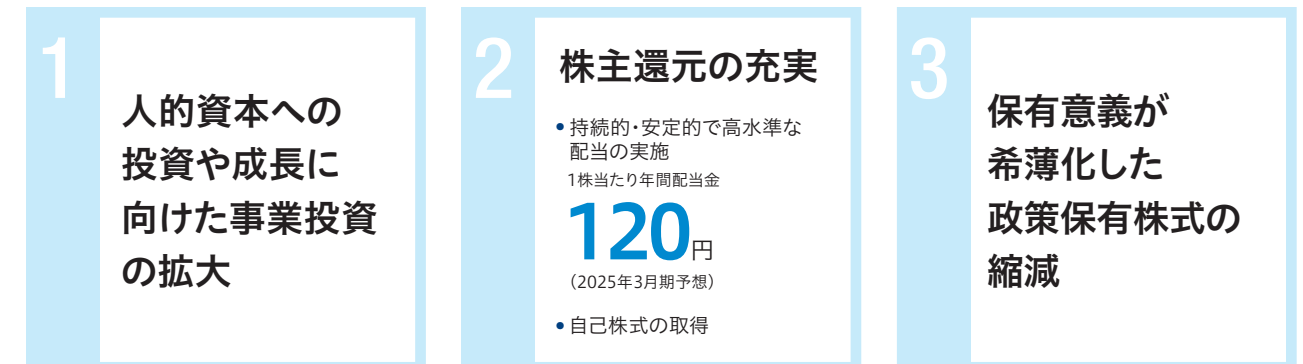 1
人的資本への
投資や成長に
向けた事業投資
の拡大
2
株主還元の充実
•持続的・安定的で高水準な
配当の実施
1株当たり年間配当金
120円
（2025年3月期予想）
•自己株式の取得
3
保有意義が
希薄化した
政策保有株式の
縮減